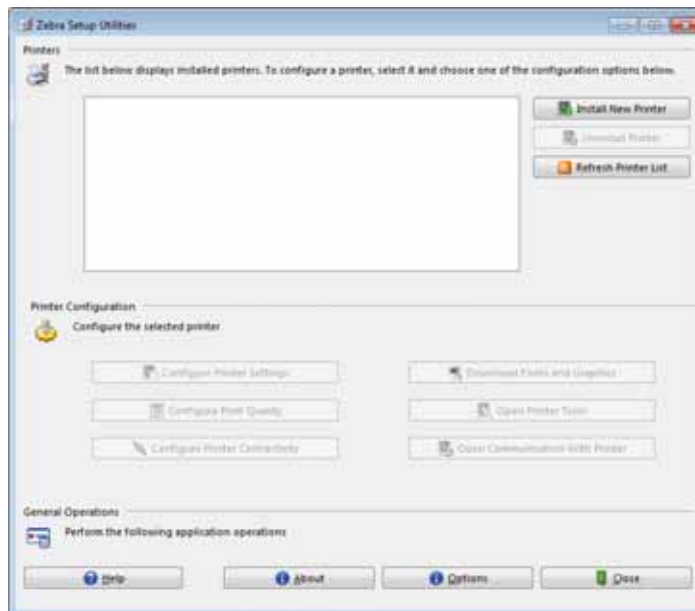 Zebra Setup Utilities
Printers
The list below displays installed printers. To configure a printer, select it and choose one of the configuration options below.
Install New Printer
Uninstall Printer
Refresh Printer List
Printer Configuration
Configure the selected printer
Configure Printer Settings
Download Fonts and Graphics
Configure Print Quality
Open Printer Tools
Configure Printer Connectivity
Open Communication With Printer
General Operations
Perform the following application operations
Help
About
Options
Close